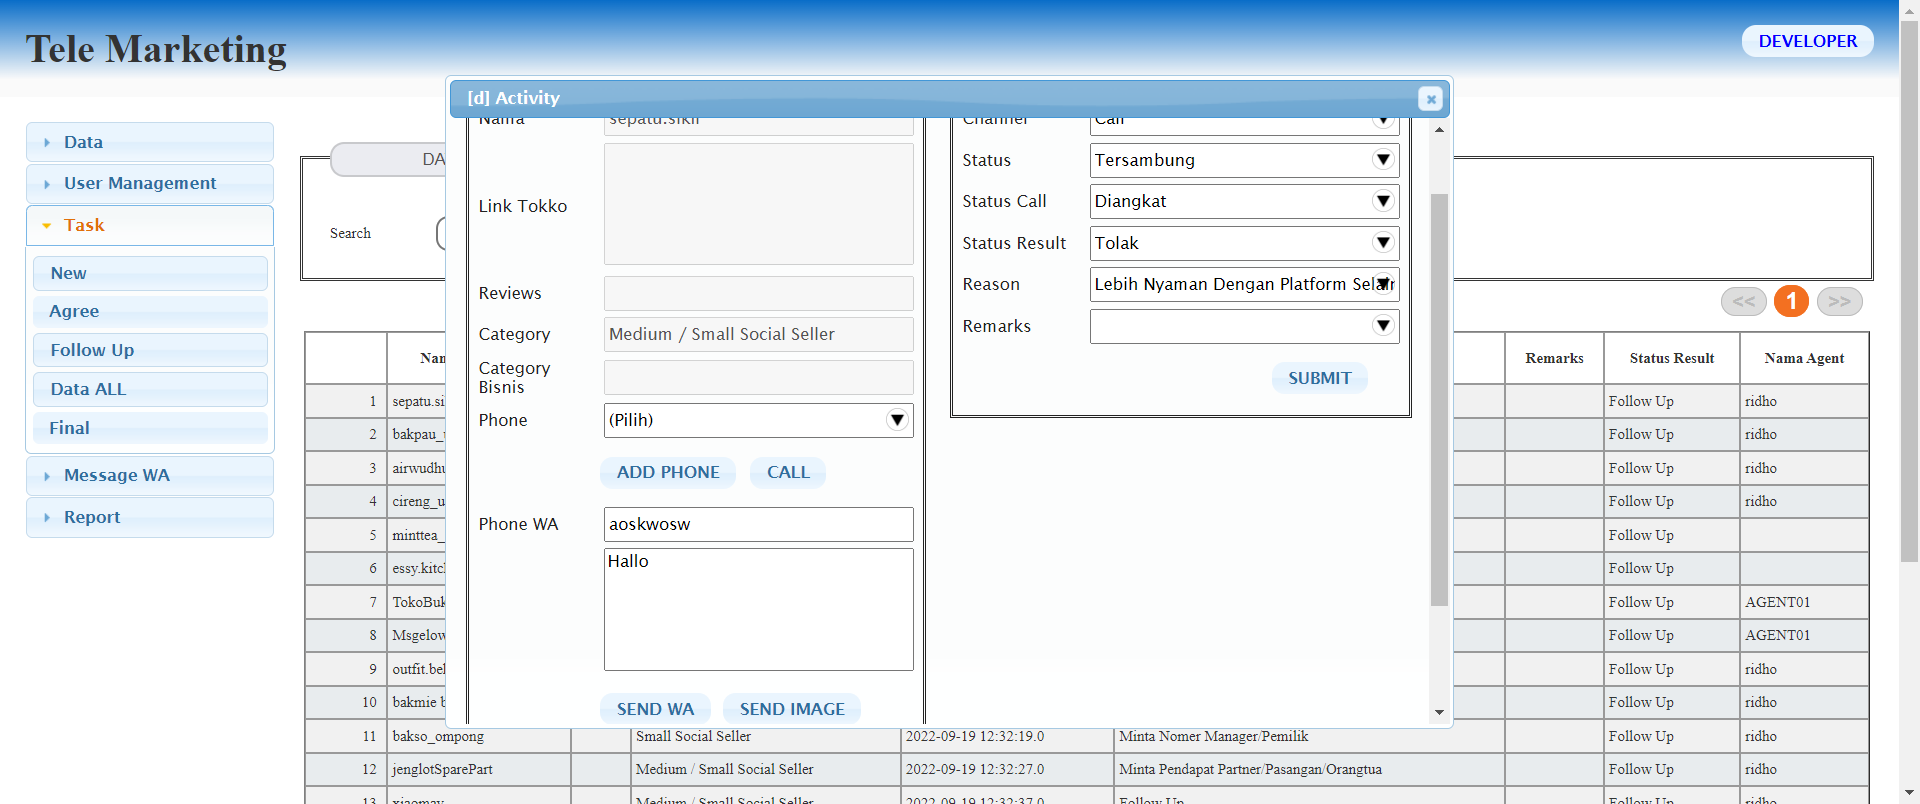 Tele Marketing
DEVELOPER
[d] Activity
Data
User Management
Task
New
Agree
Follow Up
Data ALL
Final
Message WA
Report
DA
Search
Nama
sepatu.sikil
Link Tokko
Reviews
Category
Medium / Small Social Seller
Category
Bisnis
Phone
(Pilih)
ADD PHONE
CALL
Phone WA
aoskwosw
Hallo
SEND WA
SEND IMAGE
Channel
Call
Status
Tersambung
Status Call
Diangkat
Status Result
Tolak
Reason
Lebih Nyaman Dengan Platform Selain
Remarks
SUBMIT
<< 1 >>
Nam Remarks Status Result Nama Agent
1 sepatu.si Follow Up ridho
2 bakpau_ Follow Up ridho
3 airwudhu Follow Up ridho
4 cireng_u Follow Up ridho
5 minttea_ Follow Up
6 essy.kitc Follow Up
7 TokoBuk Follow Up AGENT01
8 Msgelow Follow Up AGENT01
9 outfit.be Follow Up ridho
10 bakmie Follow Up ridho
11 bakso_ompong Small Social Seller 2022-09-19 12:32:19.0 Minta Nomer Manager/Pemilik Follow Up ridho
12 jenglotSparePart Medium / Small Social Seller 2022-09-19 12:32:27.0 Minta Pendapat Partner/Pasangan/Orangtua Follow Up ridho
13 xiaomay Medium / Small Social Seller 2022-09-19 12:32:37.0 Follow Up Follow Up ridho